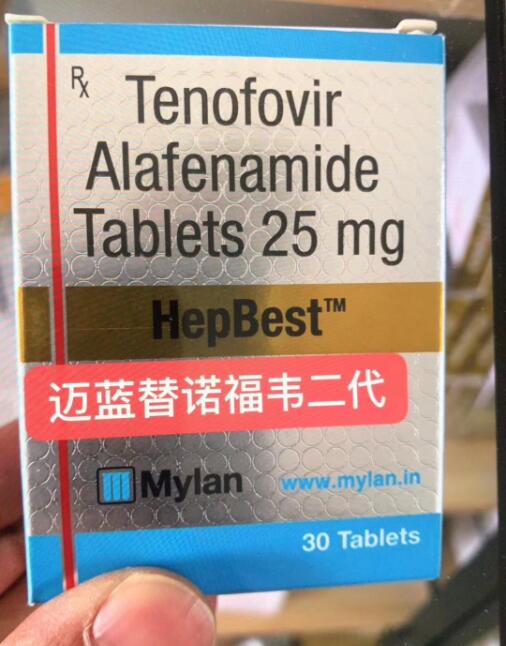 Rx
Tenofovir
Alafenamide
Tablets 25 mg
HepBest™
迈蓝替诺福韦二代
Mylan
www.mylan.in
30 Tablets